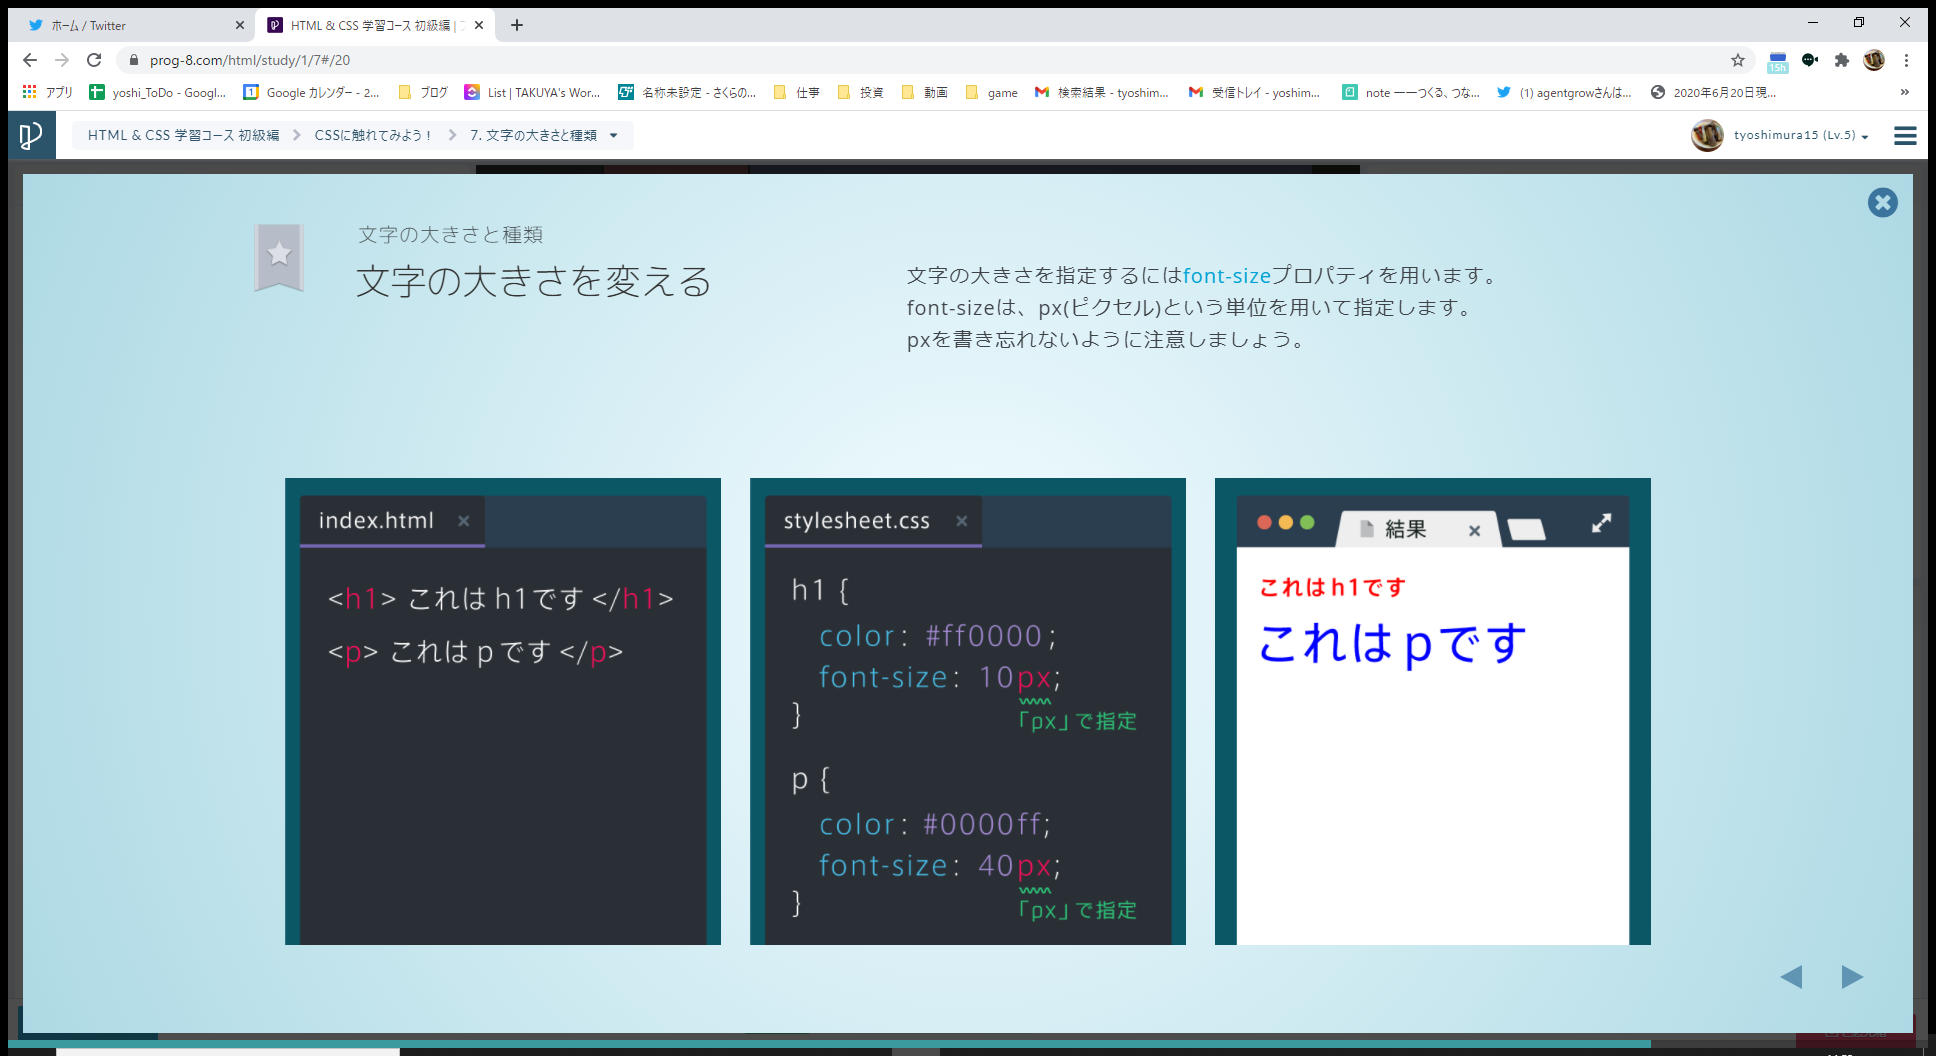 ホーム / Twitter
HTML & CSS 学習コース 初級編 |
prog-8.com/html/study/1/7#/20
15h
アプリ
yoshi_ToDo - Googl...
Google カレンダー - 2...
ブログ
List | TAKUYA's Wor...
名称未設定 - さくらの...
仕事
投資
動画
game
検索結果 - tyoshim...
受信トレイ - yoshim...
note ーーつくる、つな...
(1) agentgrowさんは...
2020年6月20日現...
»
HTML & CSS 学習コース 初級編
CSSに触れてみよう！
7. 文字の大きさと種類
tyoshimura15 (Lv.5)
文字の大きさと種類
文字の大きさを変える
文字の大きさを指定するにはfont-sizeプロパティを用います。
font-sizeは、px(ピクセル)という単位を用いて指定します。
pxを書き忘れないように注意しましょう。
index.html
<h1> これは h1です </h1>
<p> これは p です </p>
stylesheet.css
h1 {
color: #ff0000;
font-size: 10px;
「px」で指定
}
p {
color: #0000ff;
font-size: 40px;
「px」で指定
}
結果
これは h1 です
これは p です